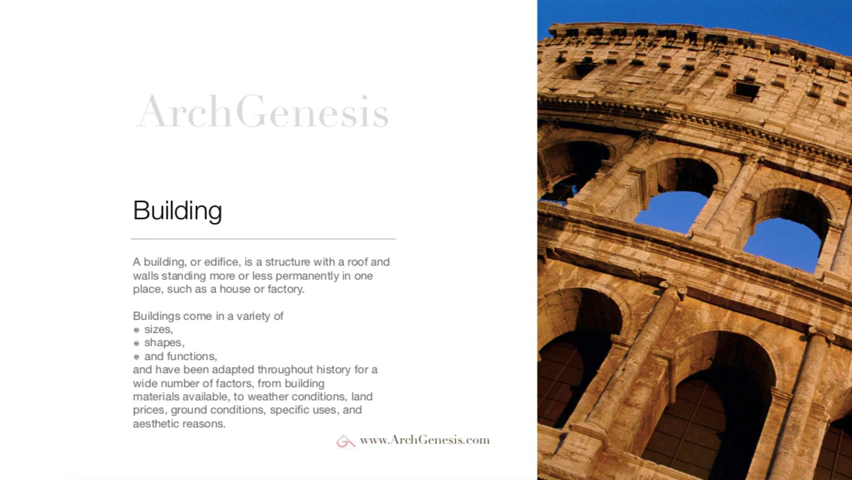 ArchGenesis
Building
A building, or edifice, is a structure with a roof and
walls standing more or less permanently in one
place, such as a house or factory.
Buildings come in a variety of
• sizes,
• shapes,
• and functions,
and have been adapted throughout history for a
wide number of factors, from building
materials available, to weather conditions, land
prices, ground conditions, specific uses, and
aesthetic reasons.
www.ArchGenesis.com